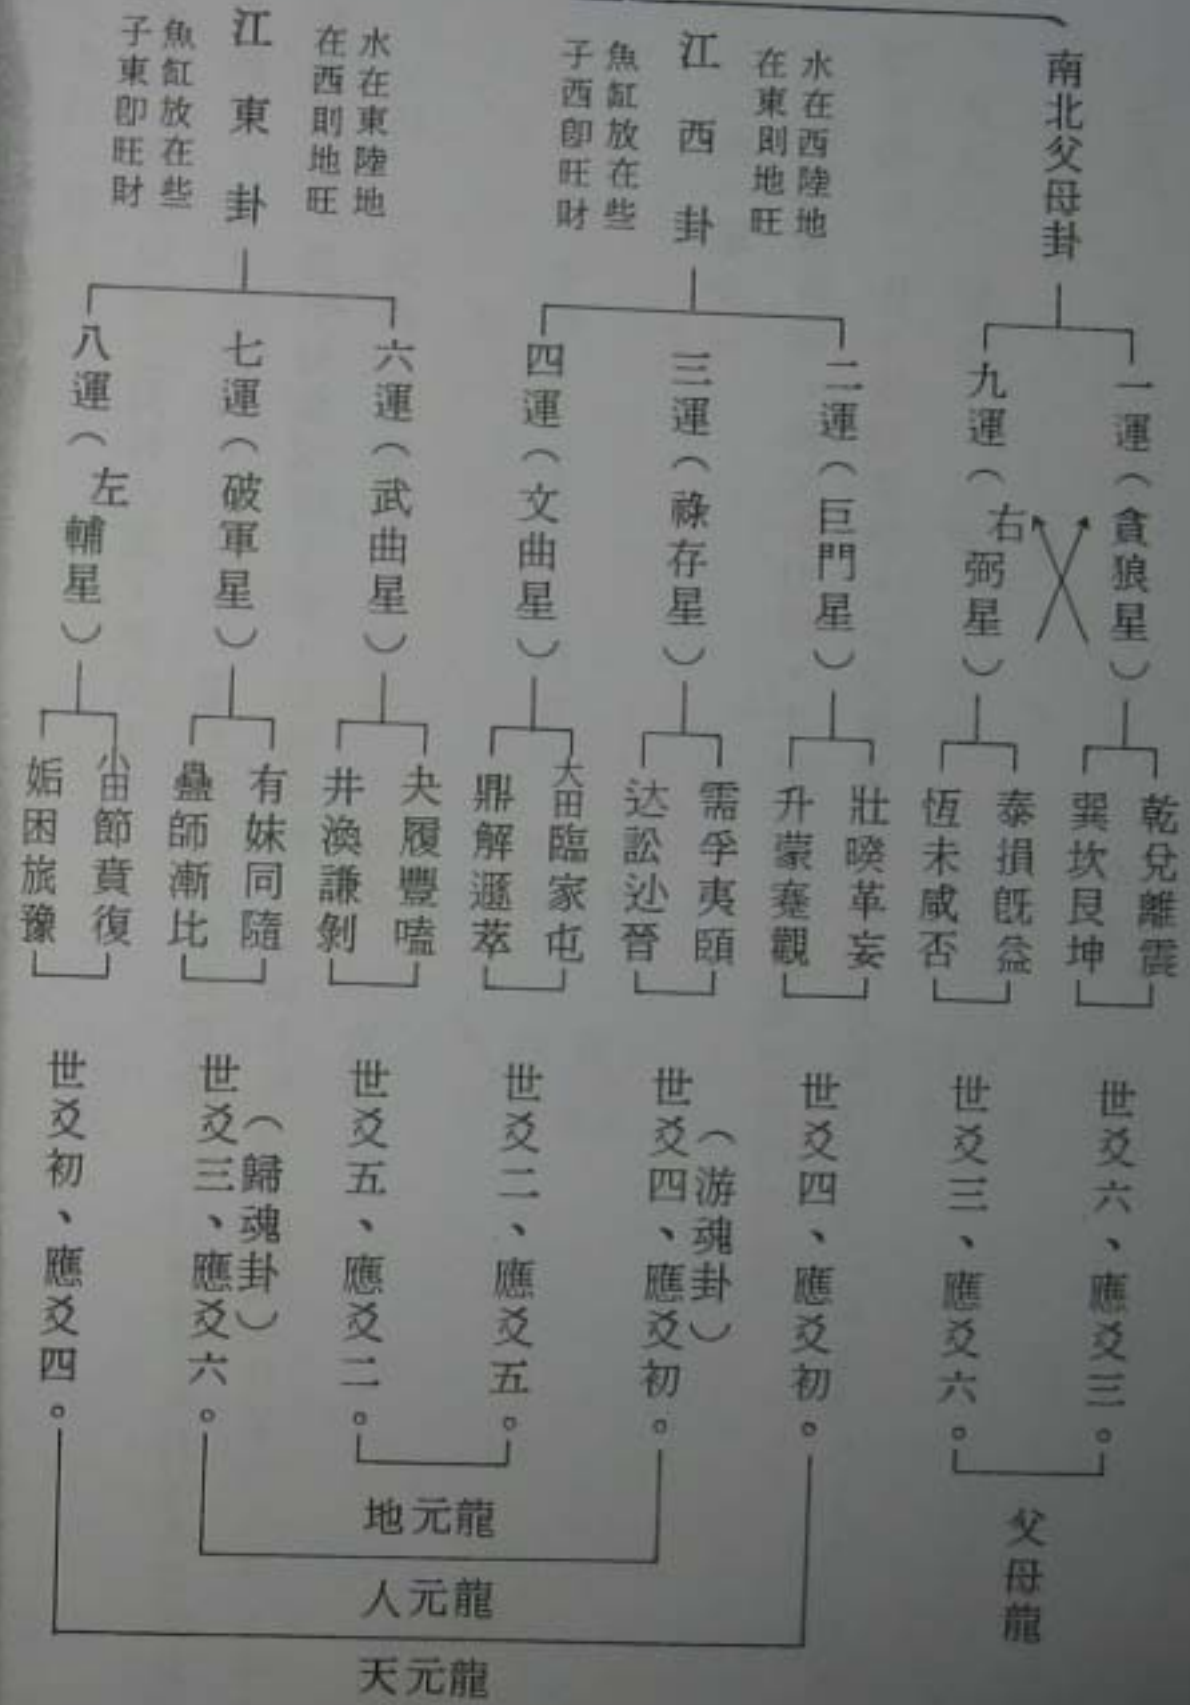 南北父母卦
一運（貪狼星）
乾兌離震
巽坎艮坤
世爻六、應爻三。
九運（右弼星）
泰損既益
恆未咸否
世爻三、應爻六。
父母龍
水在西陸地
在東則地旺
江西卦
魚缸放在些
子西卽旺財
二運（巨門星）
壯睽革妄
升蒙蹇觀
世爻四、應爻初。
三運（祿存星）
需孚夷頤
达訟晉
（游魂卦）
世爻四、應爻初。
四運（文曲星）
大田臨家屯
鼎解遯萃
世爻二、應爻五。
水在東陸地
在西則地旺
江東卦
魚缸放在些
子東卽旺財
六運（武曲星）
夬履豐嗑
井渙謙剝
世爻五、應爻二。
七運（破軍星）
有妹同隨
蠱師漸比
（歸魂卦）
世爻三、應爻六。
八運（左輔星）
小田節賁復
姤困旅豫
世爻初、應爻四。
地元龍
人元龍
天元龍